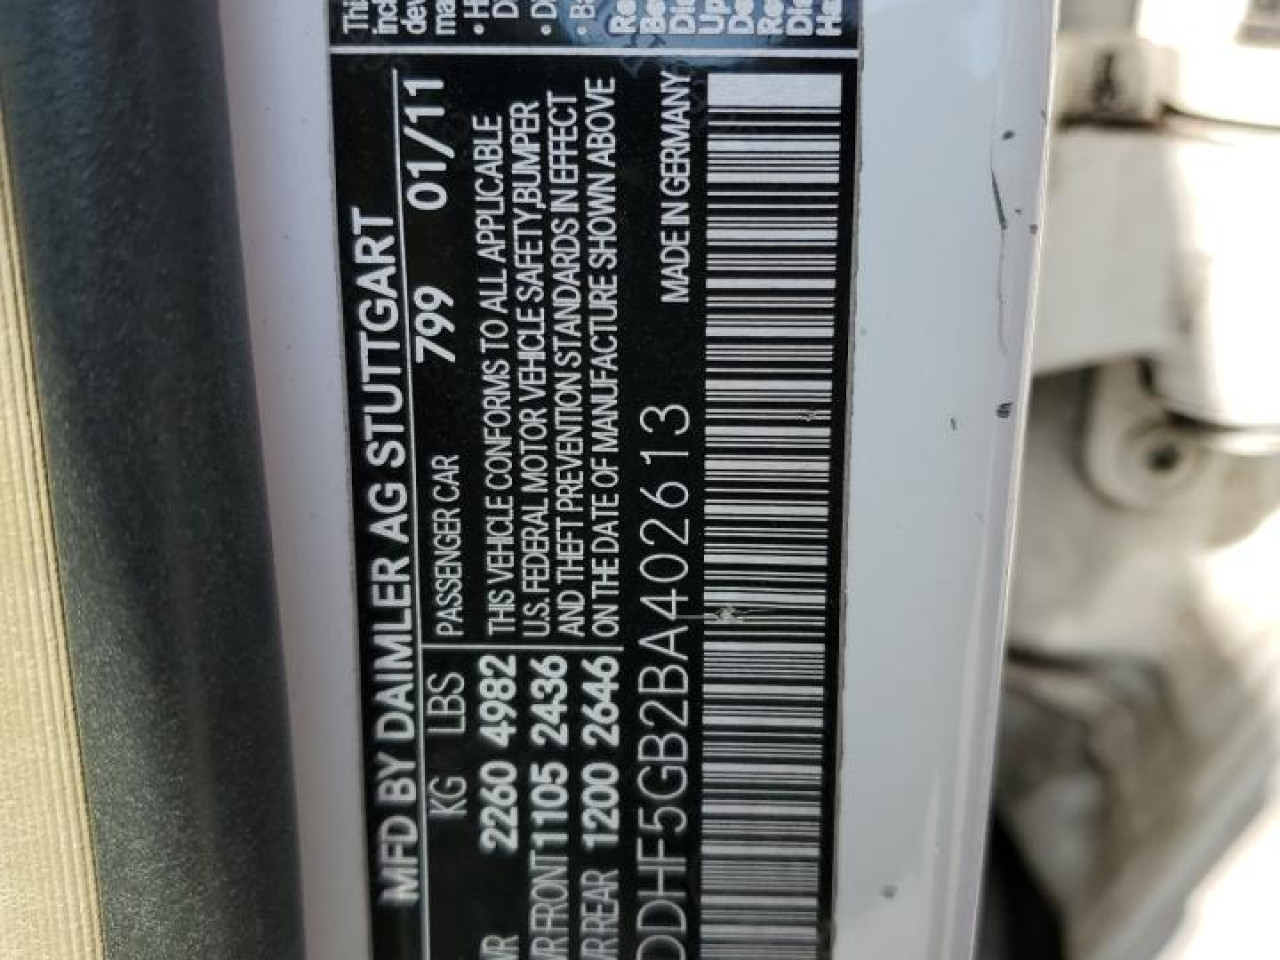 MFD BY DAIMLER AG STUTTGART
KG LBS PASSENGER CAR 799 01/11
2260 4982 THIS VEHICLE CONFORMS TO ALL APPLICABLE
FRONT 1105 2436 U.S. FEDERAL MOTOR VEHICLE SAFETY,BUMPER
AND THEFT PREVENTION STANDARDS IN EFFECT
REAR 1200 2646 ON THE DATE OF MANUFACTURE SHOWN ABOVE
DDHF5GB2BA402613 MADE IN GERMANY